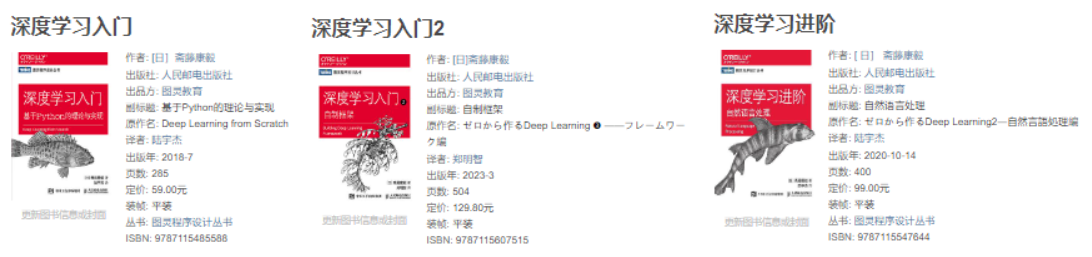 深度学习入门
O'REILLY
深度学习入门
基于Python的理论与实现
作者: [日] 斋藤康毅
出版社: 人民邮电出版社
出品方: 图灵教育
副标题: 基于Python的理论与实现
原作名: Deep Learning from Scratch
译者: 陆宇杰
出版年: 2018-7
页数: 285
定价: 59.00元
装帧: 平装
丛书: 图灵程序设计丛书
ISBN: 9787115485588
更新图书信息或封面
深度学习入门2
O'REILLY
深度学习入门2
自制框架
作者: [日]斋藤康毅
出版社: 人民邮电出版社
出品方: 图灵教育
副标题: 自制框架
原作名: ゼロから作るDeep Learning ❸ ――フレームワー
ク編
译者: 郑明智
出版年: 2023-3
页数: 504
定价: 129.80元
装帧: 平装
ISBN: 9787115607515
更新图书信息或封面
深度学习进阶
O'REILLY
深度学习进阶
自然语言处理
作者: [ 日 ] 斋藤康毅
出版社: 人民邮电出版社
出品方: 图灵教育
副标题: 自然语言处理
原作名: ゼロから作るDeep Learning2―自然言語処理編
译者: 陆宇杰
出版年: 2020-10-14
页数: 400
定价: 99.00元
装帧: 平装
丛书: 图灵程序设计丛书
ISBN: 9787115547644
更新图书信息或封面